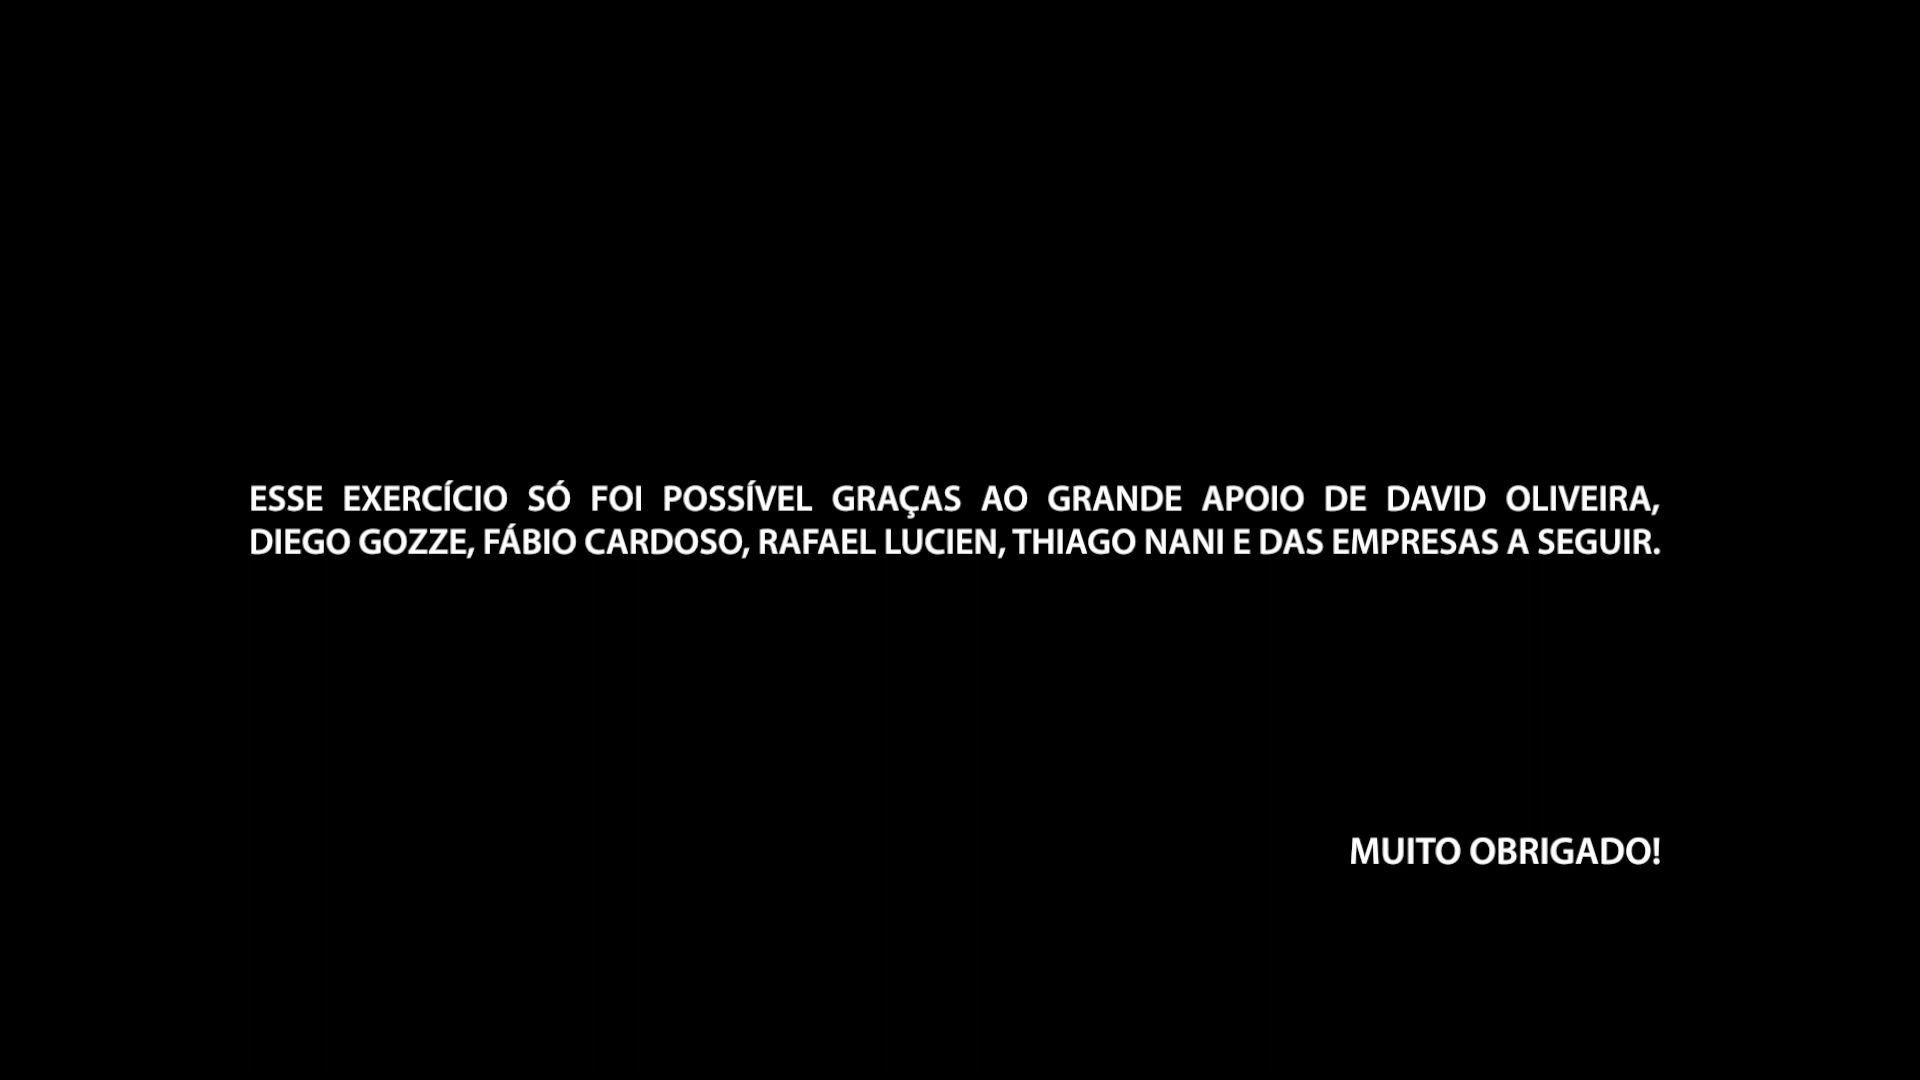 ESSE EXERCÍCIO SÓ FOI POSSÍVEL GRAÇAS AO GRANDE APOIO DE DAVID OLIVEIRA,
DIEGO GOZZE, FÁBIO CARDOSO, RAFAEL LUCIEN, THIAGO NANI E DAS EMPRESAS A SEGUIR.
MUITO OBRIGADO!